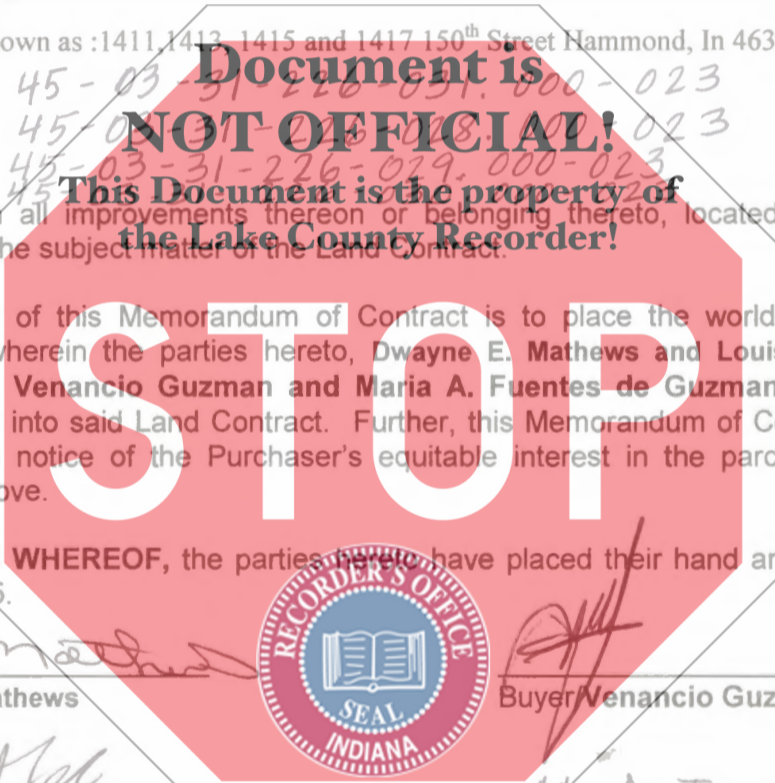 own as :1411,1413, 1415 and 1417 150th Street Hammond, In 463
Document is
45-03-31-226-031.000-023
NOT OFFICIAL!
45-03-31-226-028.000-023
45-03-31-226-029.000-023
This Document is the property of
all improvements thereon or belonging thereto, located
the Lake County Recorder!
he subject matter of the Land Contract.
of this Memorandum of Contract is to place the world
wherein the parties hereto, Dwayne E. Mathews and Louis
Venancio Guzman and Maria A. Fuentes de Guzman
into said Land Contract. Further, this Memorandum of C
notice of the Purchaser's equitable interest in the parc
ove.
STOP
WHEREOF, the parties hereto have placed their hand an
5.
RECORDER'S OFFICE
SEAL
INDIANA
athews
Buyer/Venancio Guz